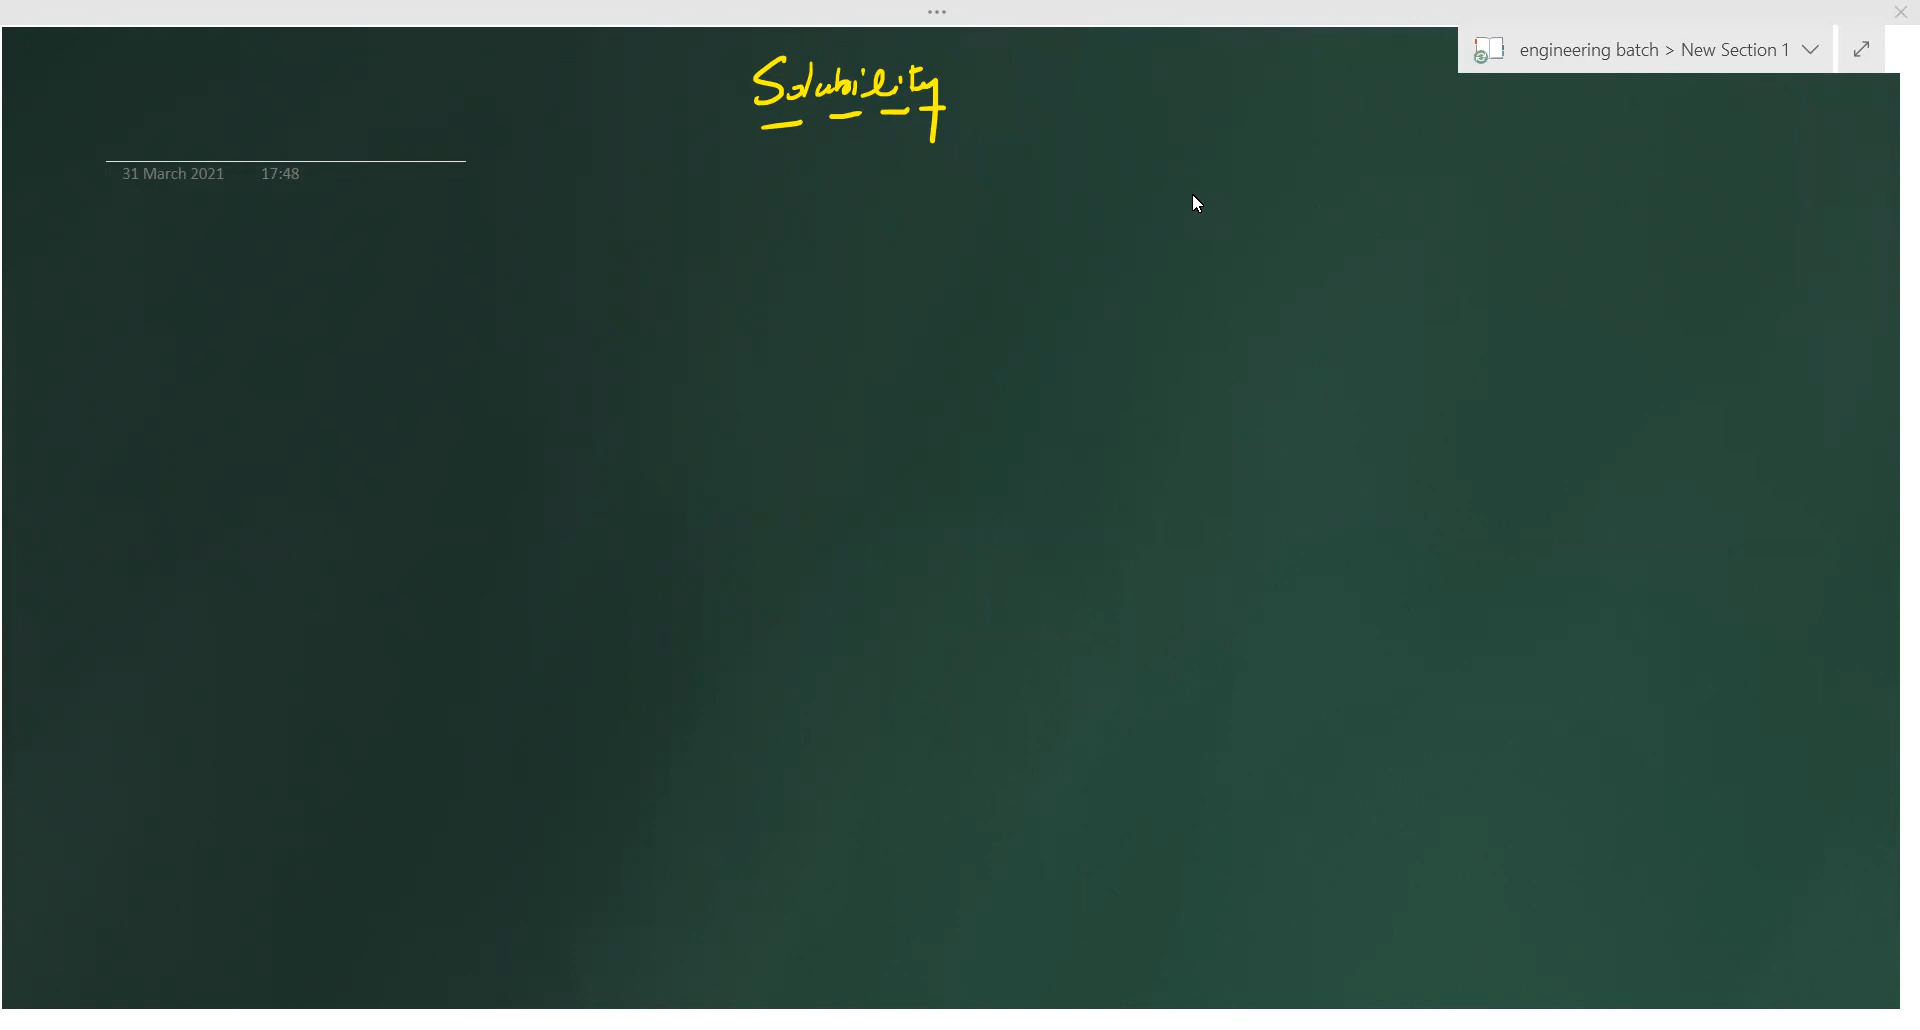 engineering batch > New Section 1
Solubility
31 March 2021 17:48